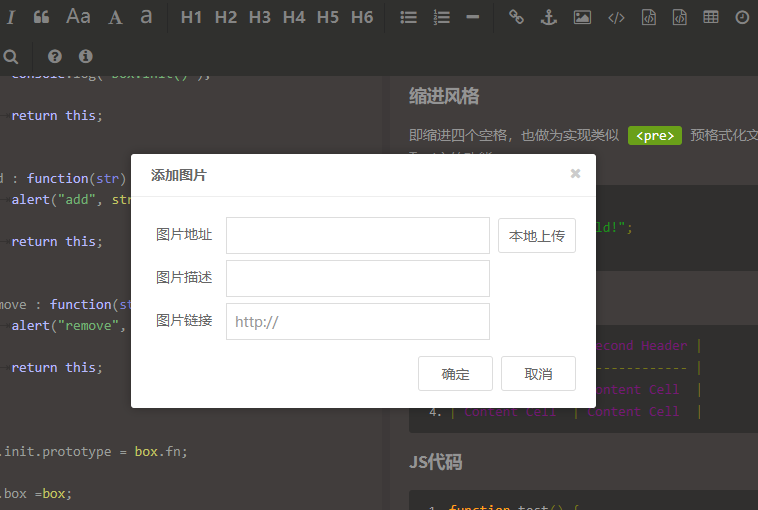 I Aa A a H1 H2 H3 H4 H5 H6
console.log("box.init()");
return this;
d : function(str)
alert("add", str
return this;
move : function(st
alert("remove",
return this;
.init.prototype = box.fn;
.box =box;
缩进风格
即缩进四个空格，也做为实现类似 <pre> 预格式化文
添加图片
×
图片地址
本地上传
图片描述
图片链接
http://
确定
取消
ld!";
econd Header |
------------ |
ontent Cell |
4. | Content Cell | Content Cell |
JS代码
1. function test() {